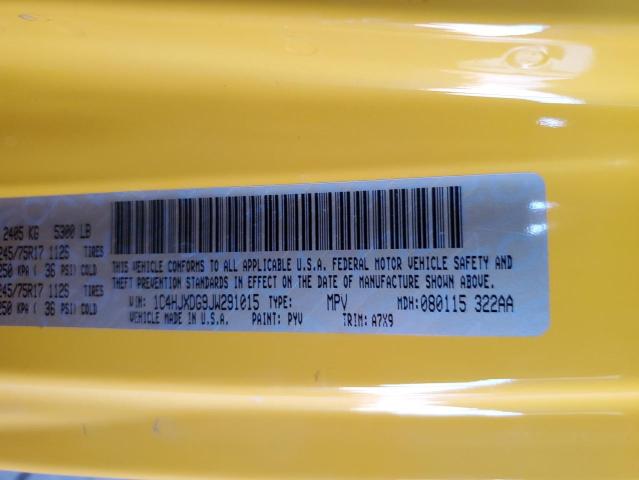 2405 KG 5300 LB
245/75R17 112S TIRES
250 KPA ( 36 PSI) COLD
245/75R17 112S TIRES
250 KPA ( 36 PSI) COLD
THIS VEHICLE CONFORMS TO ALL APPLICABLE U.S.A. FEDERAL MOTOR VEHICLE SAFETY AND
THEFT PREVENTION STANDARDS IN EFFECT ON THE DATE OF MANUFACTURE SHOWN ABOVE.
VIN: 1C4HJXDG9JW291015 TYPE: MPV MDH: 080115 322AA
VEHICLE MADE IN U.S.A. PAINT: PYV TRIM: A7X9